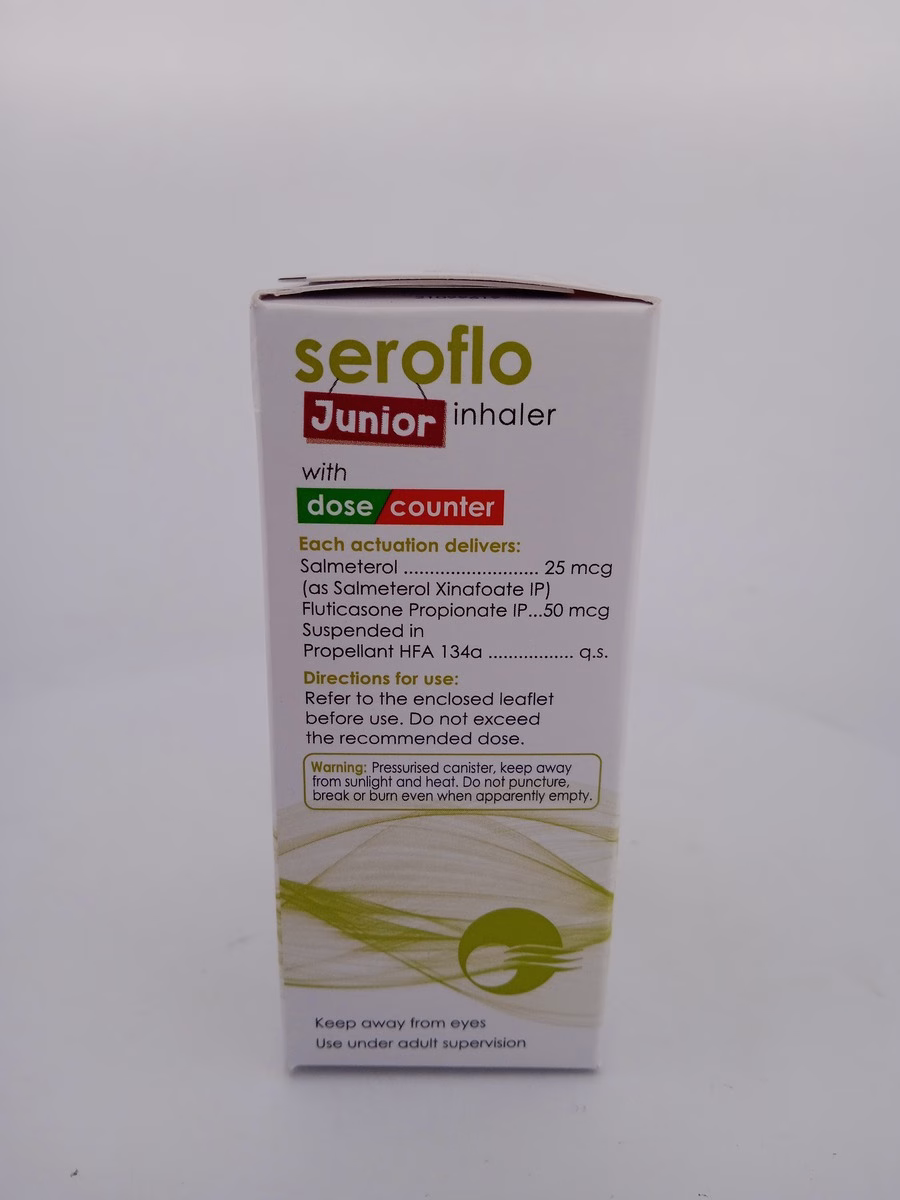 seroflo
Junior inhaler
with
dose counter
Each actuation delivers:
Salmeterol .......................... 25 mcg
(as Salmeterol Xinafoate IP)
Fluticasone Propionate IP...50 mcg
Suspended in
Propellant HFA 134a ................. q.s.
Directions for use:
Refer to the enclosed leaflet
before use. Do not exceed
the recommended dose.
Warning: Pressurised canister, keep away
from sunlight and heat. Do not puncture,
break or burn even when apparently empty.
Keep away from eyes
Use under adult supervision